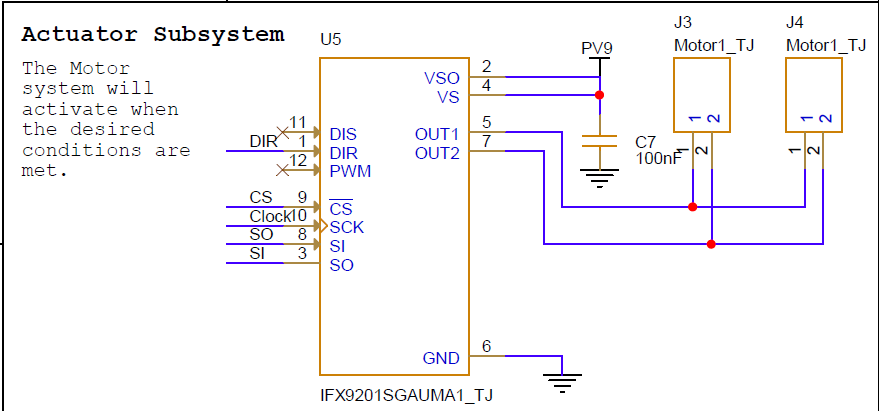 Actuator Subsystem
The Motor
system will
activate when
the desired
conditions are
met.
U5
J3
J4
Motor1_TJ
Motor1_TJ
PV9
VSO 2
VS 4
11 DIS
DIR 1 DIR
12 PWM
OUT1 5
OUT2 7
C7
100nF
1 2
1 2
1 2
1 2
CS 9 CS
Clock 10 SCK
SO 8 SI
SI 3 SO
GND 6
IFX9201SGAUMA1_TJ